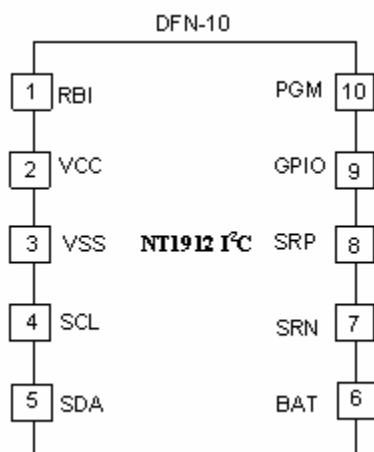 DFN-10
1 RBI PGM 10
2 VCC GPIO 9
3 VSS NT1912 I²C SRP 8
4 SCL SRN 7
5 SDA BAT 6